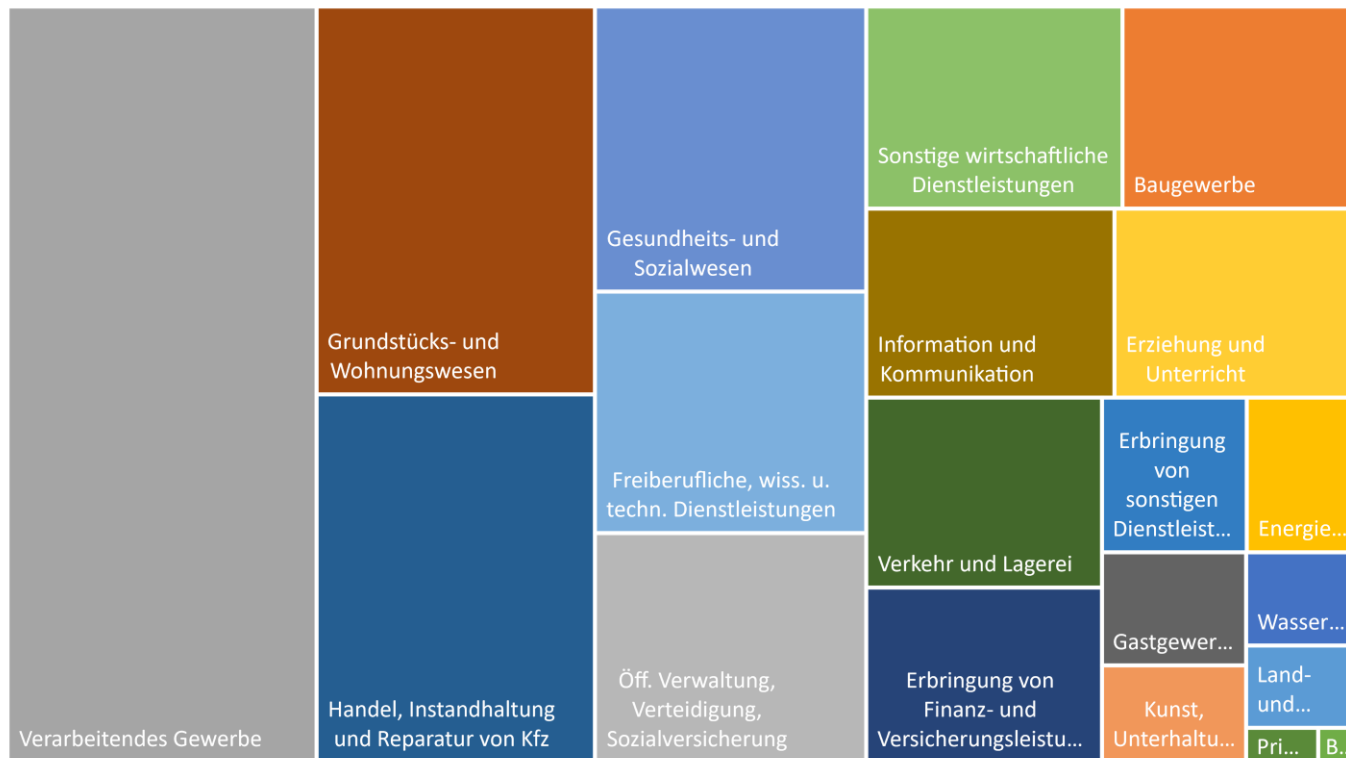 Verarbeitendes Gewerbe
Grundstücks- und
Wohnungswesen
Handel, Instandhaltung
und Reparatur von Kfz
Gesundheits- und
Sozialwesen
Freiberufliche, wiss. u.
techn. Dienstleistungen
Öff. Verwaltung,
Verteidigung,
Sozialversicherung
Sonstige wirtschaftliche
Dienstleistungen
Baugewerbe
Information und
Kommunikation
Erziehung und
Unterricht
Verkehr und Lagerei
Erbringung von
Finanz- und
Versicherungsleistu...
Erbringung
von
sonstigen
Dienstleist...
Energie...
Gastgewer...
Wasser...
Kunst,
Unterhaltu...
Land-
und...
Pri...
B...